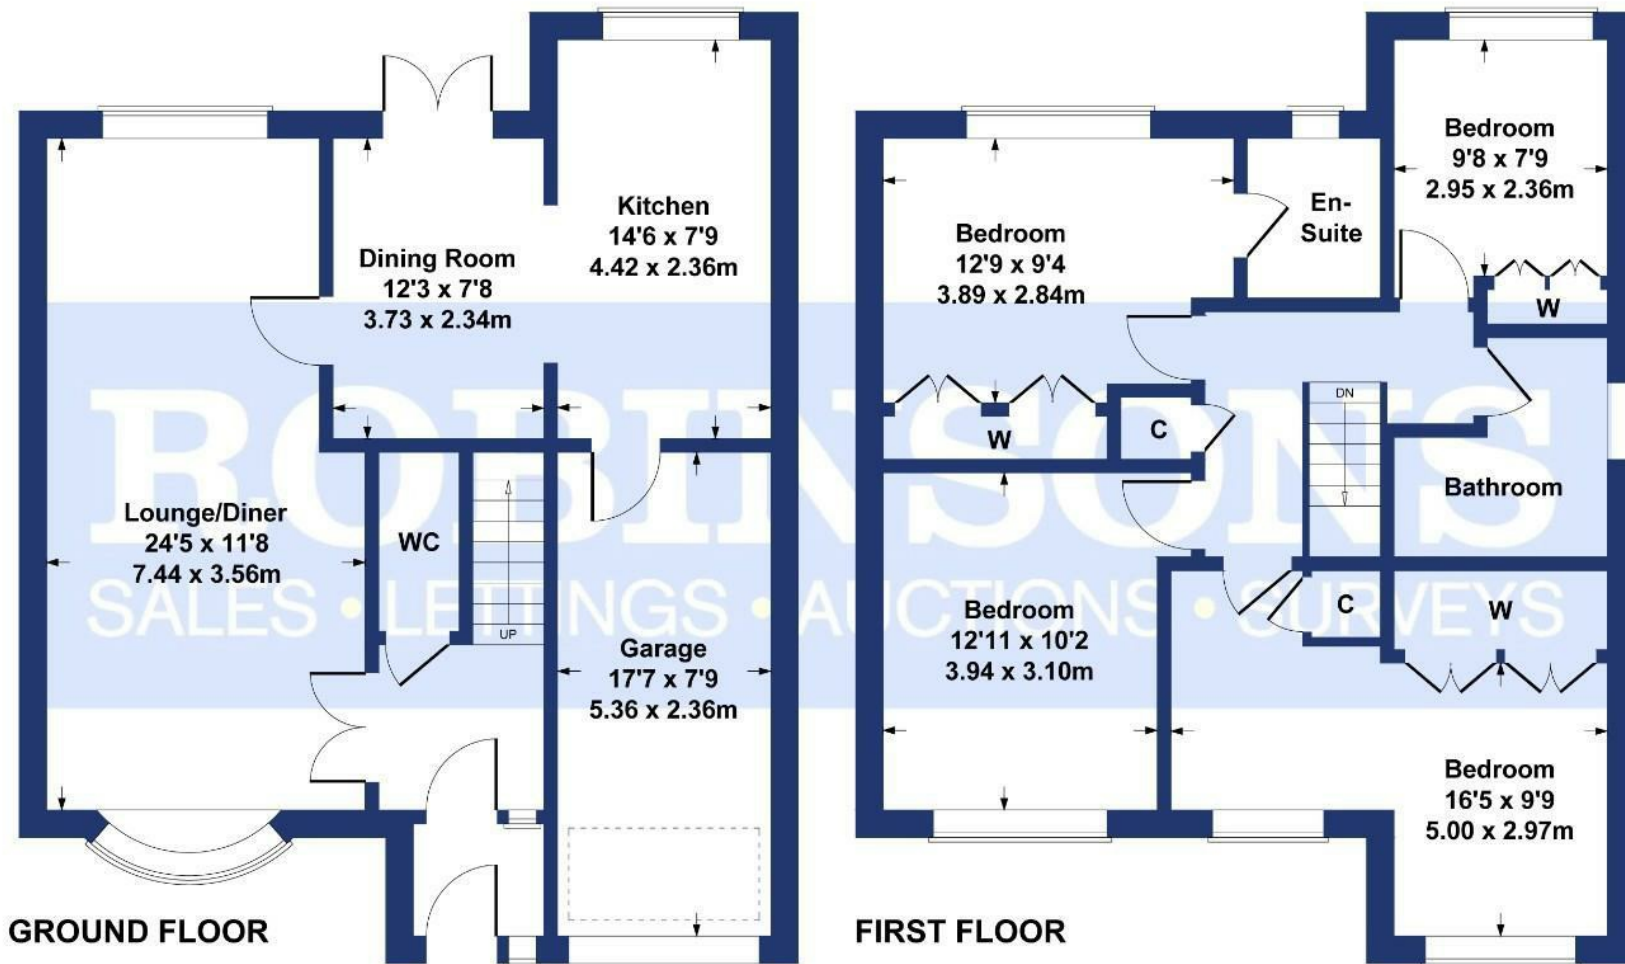 Kitchen
14'6 x 7'9
4.42 x 2.36m
Dining Room
12'3 x 7'8
3.73 x 2.34m
Lounge/Diner
24'5 x 11'8
7.44 x 3.56m
WC
UP
Garage
17'7 x 7'9
5.36 x 2.36m
GROUND FLOOR
Bedroom
9'8 x 7'9
2.95 x 2.36m
En-
Suite
Bedroom
12'9 x 9'4
3.89 x 2.84m
W
DN
W
C
Bathroom
Bedroom
12'11 x 10'2
3.94 x 3.10m
C
W
Bedroom
16'5 x 9'9
5.00 x 2.97m
FIRST FLOOR
ROBINSONS
SALES • LETTINGS • AUCTIONS • SURVEYS